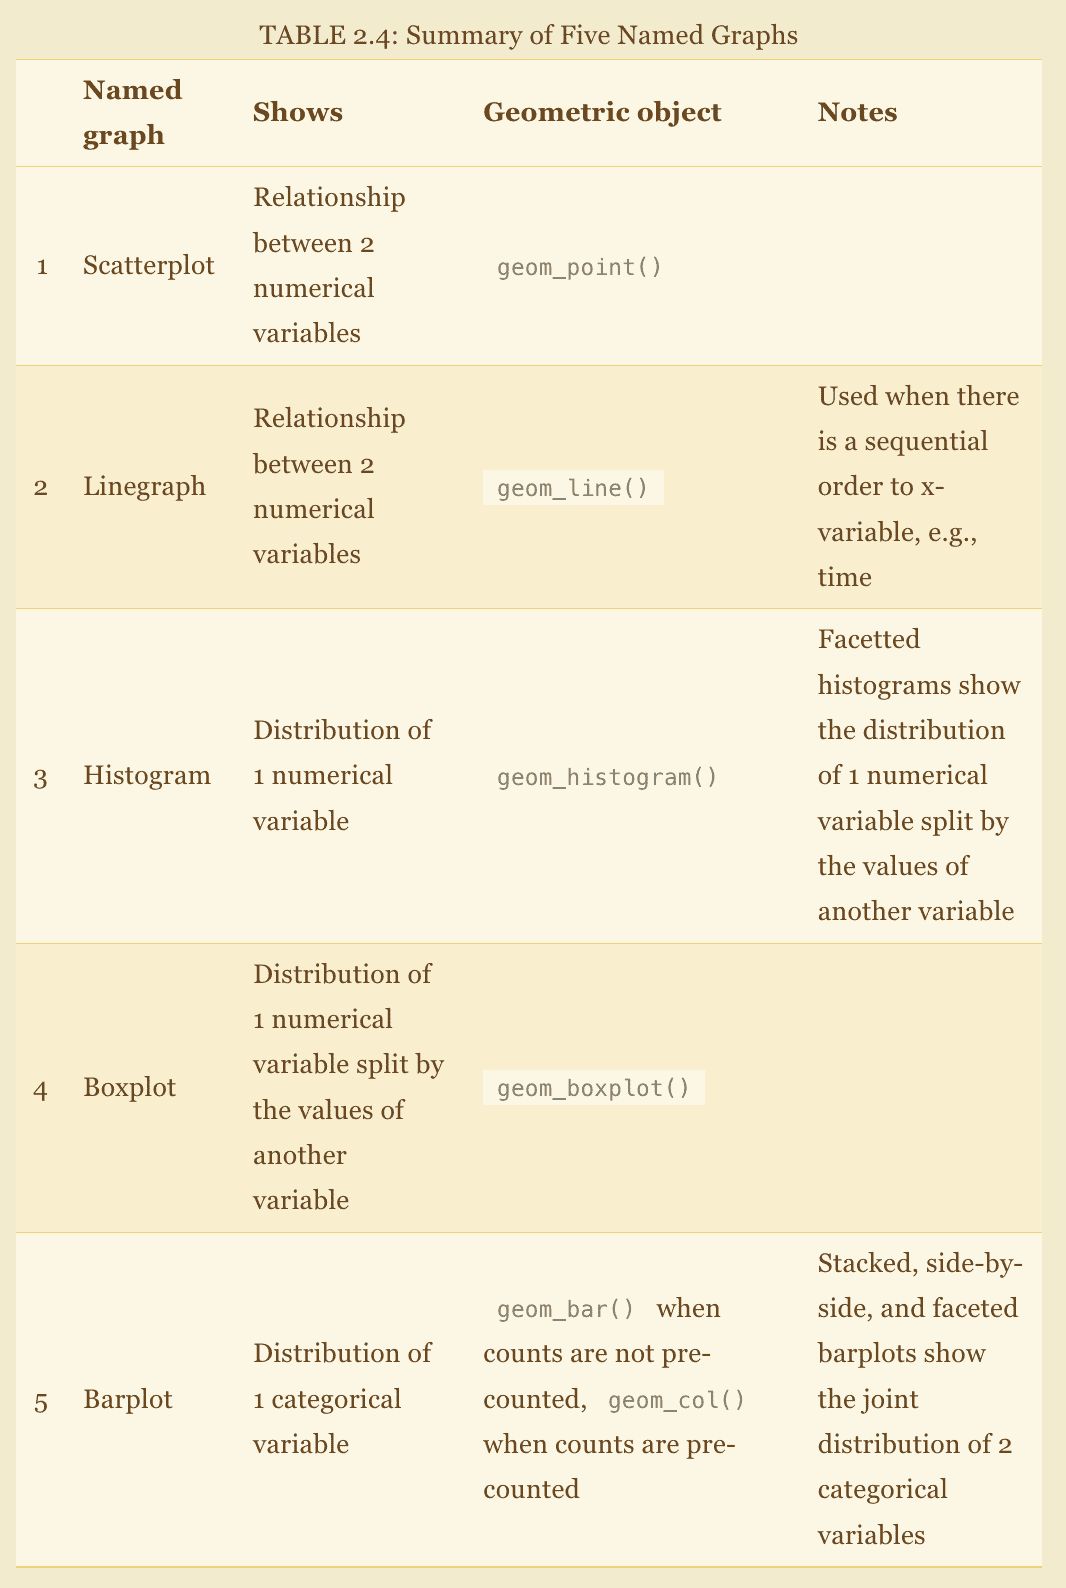 TABLE 2.4: Summary of Five Named Graphs
Named
graph
Shows
Geometric object
Notes
1
Scatterplot
Relationship
between 2
numerical
variables
geom_point()
2
Linegraph
Relationship
between 2
numerical
variables
geom_line()
Used when there
is a sequential
order to x-
variable, e.g.,
time
3
Histogram
Distribution of
1 numerical
variable
geom_histogram()
Facetted
histograms show
the distribution
of 1 numerical
variable split by
the values of
another variable
4
Boxplot
Distribution of
1 numerical
variable split by
the values of
another
variable
geom_boxplot()
5
Barplot
Distribution of
1 categorical
variable
geom_bar() when
counts are not pre-
counted, geom_col()
when counts are pre-
counted
Stacked, side-by-
side, and faceted
barplots show
the joint
distribution of 2
categorical
variables